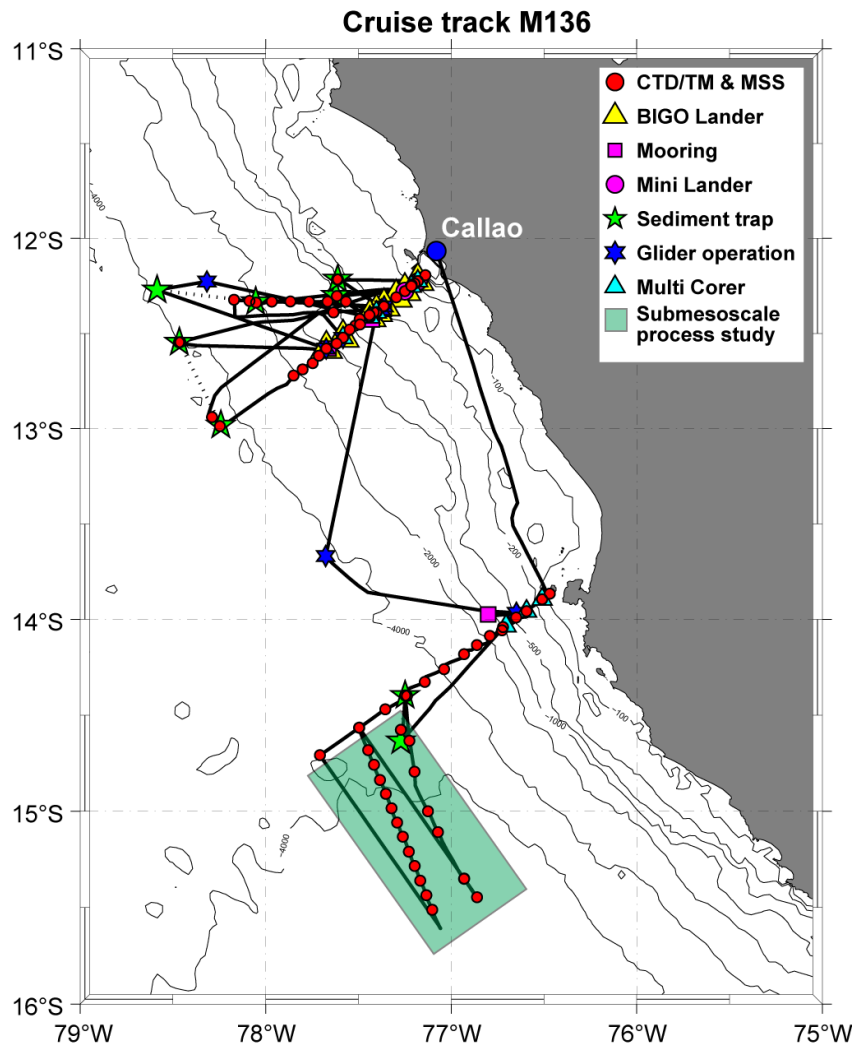 Cruise track M136
11°S
12°S
13°S
14°S
15°S
16°S
79°W
78°W
77°W
76°W
75°W
CTD/TM & MSS
BIGO Lander
Mooring
Mini Lander
Sediment trap
Glider operation
Multi Corer
Submesoscale
process study
Callao
-4000
-100
-200
-2000
-4000
-500
-1000
-100
-4000